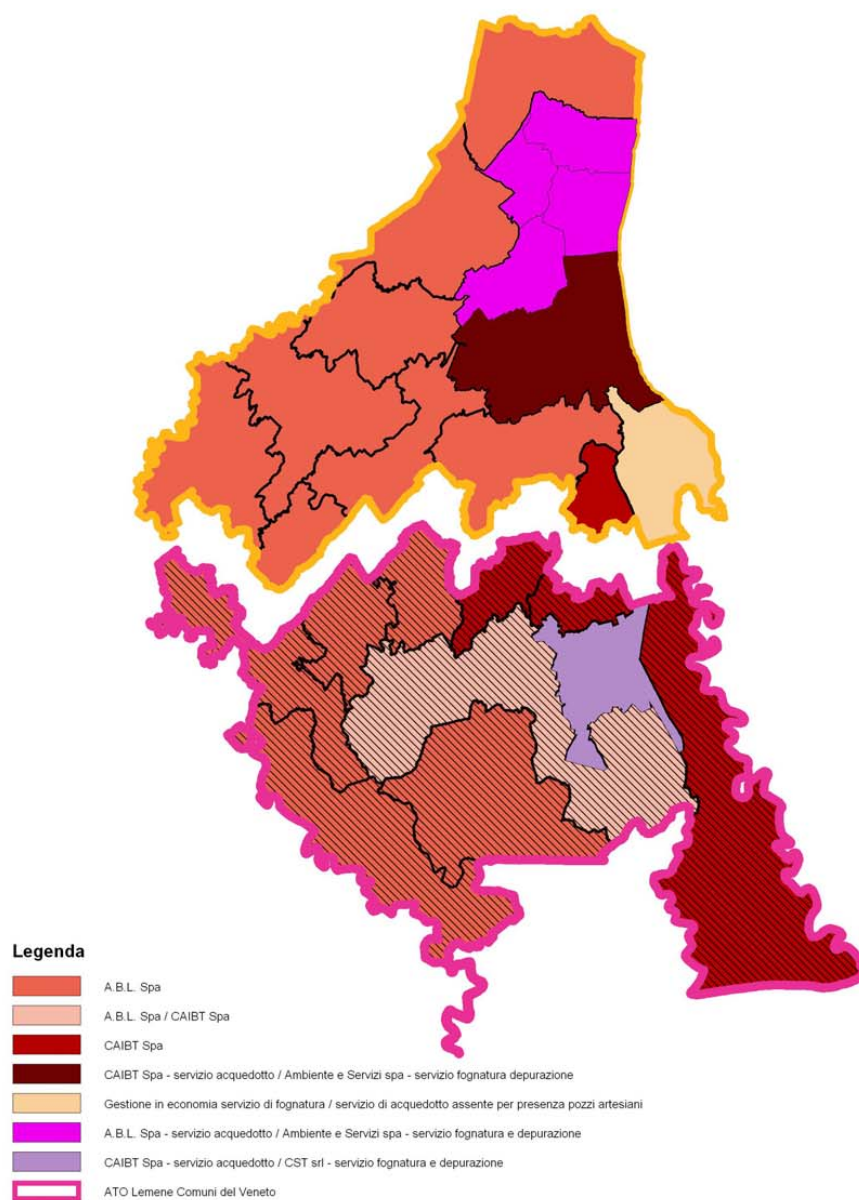 Legenda
A.B.L. Spa
A.B.L. Spa / CAIBT Spa
CAIBT Spa
CAIBT Spa - servizio acquedotto / Ambiente e Servizi spa - servizio fognatura depurazione
Gestione in economia servizio di fognatura / servizio di acquedotto assente per presenza pozzi artesiani
A.B.L. Spa - servizio acquedotto / Ambiente e Servizi spa - servizio fognatura e depurazione
CAIBT Spa - servizio acquedotto / CST srl - servizio fognatura e depurazione
ATO Lemene Comuni del Veneto